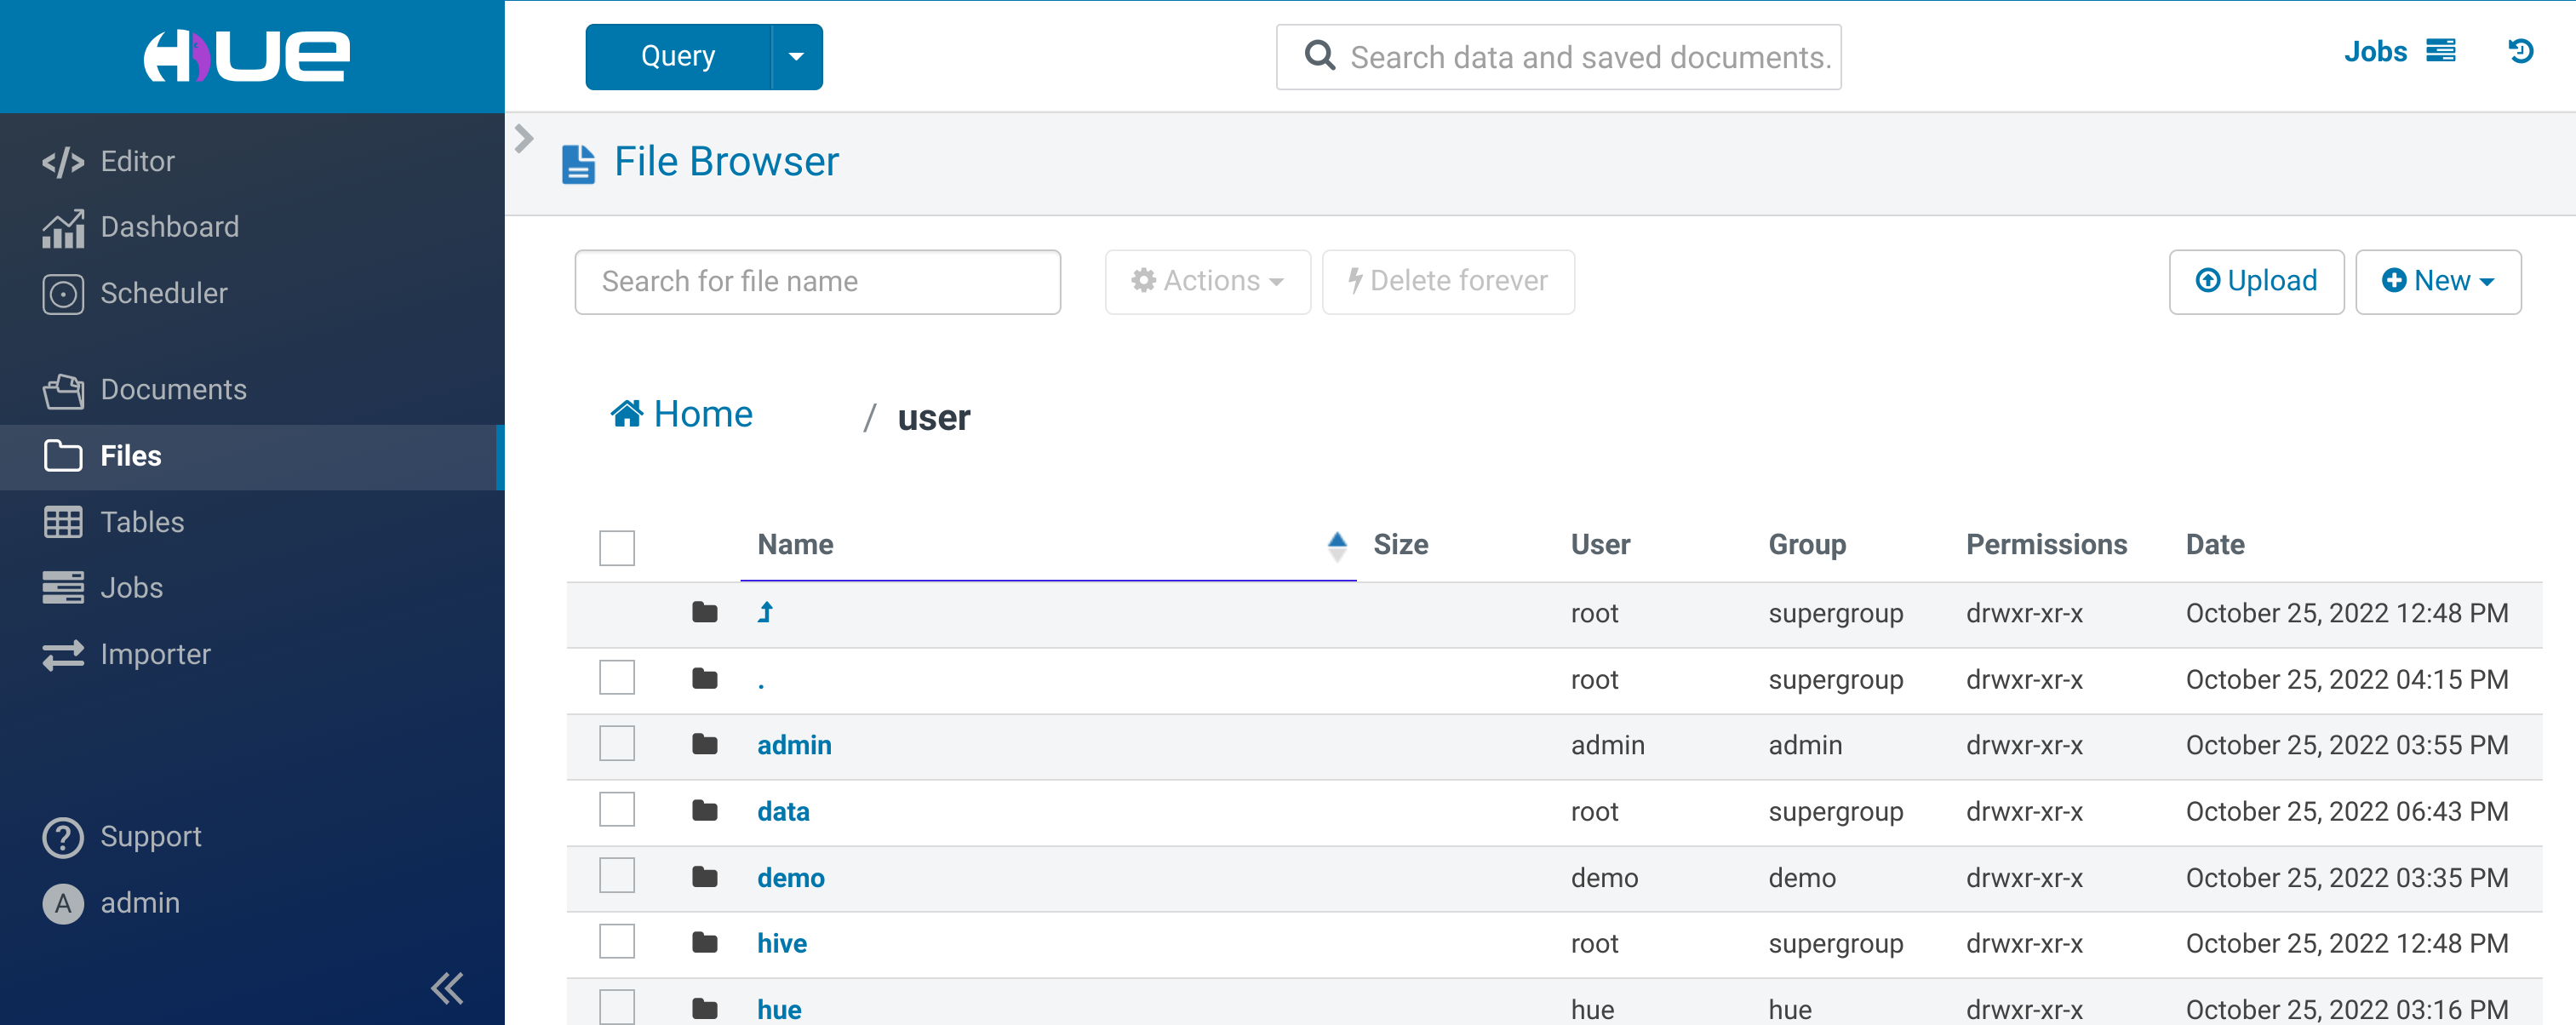 HUE
Query
Search data and saved documents.
Jobs
Editor
Dashboard
Scheduler
Documents
Files
Tables
Jobs
Importer
Support
A admin
File Browser
Search for file name
Actions
Delete forever
Upload
New
Home / user
Name Size User Group Permissions Date
root supergroup drwxr-xr-x October 25, 2022 12:48 PM
. root supergroup drwxr-xr-x October 25, 2022 04:15 PM
admin admin admin drwxr-xr-x October 25, 2022 03:55 PM
data root supergroup drwxr-xr-x October 25, 2022 06:43 PM
demo demo demo drwxr-xr-x October 25, 2022 03:35 PM
hive root supergroup drwxr-xr-x October 25, 2022 12:48 PM
hue hue hue drwxr-xr-x October 25, 2022 03:16 PM